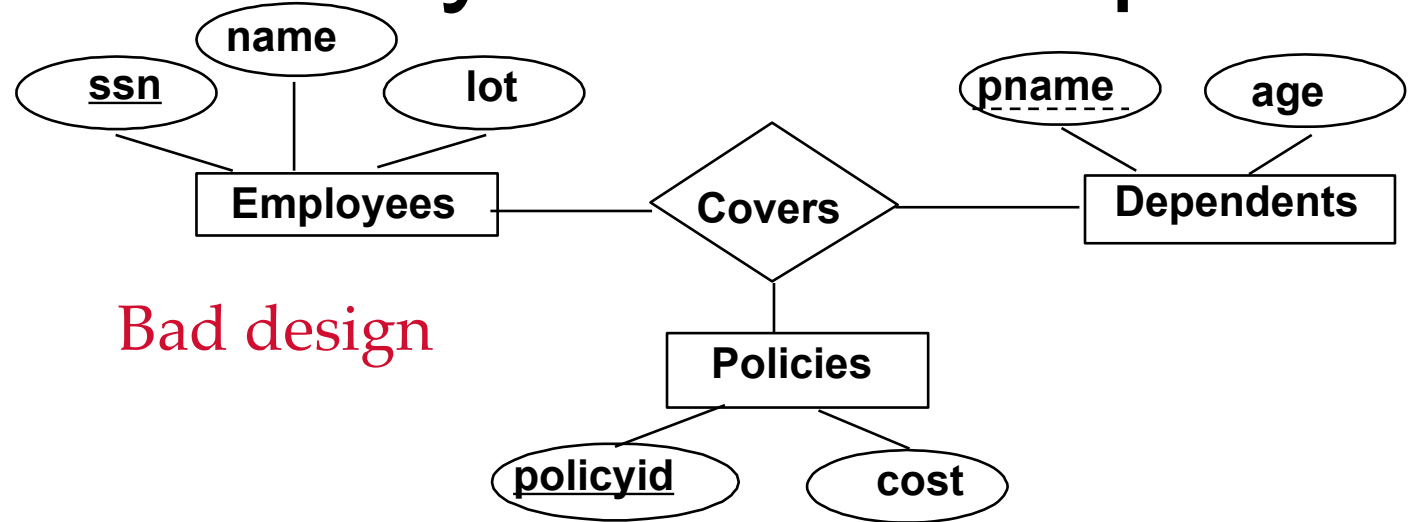 name
ssn
lot
pname
age
Employees
Covers
Dependents
Bad design
Policies
policyid
cost